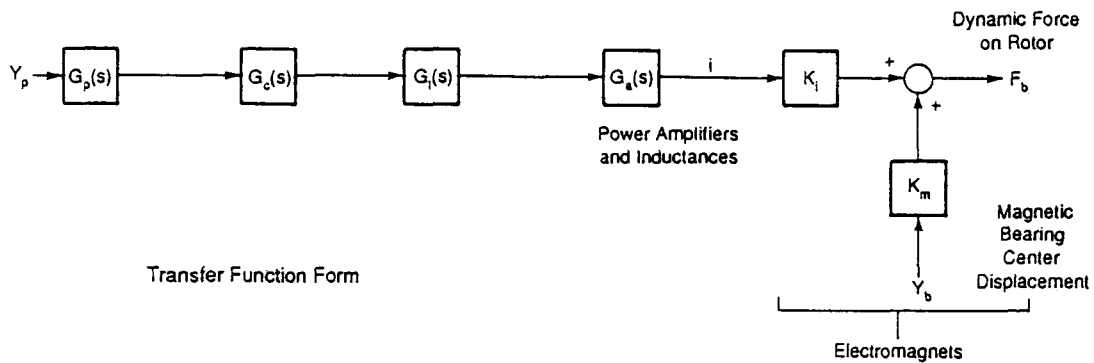 Dynamic Force
on Rotor
Y_p
G_p(s)
G_c(s)
G_i(s)
G_a(s)
i
K_i
+
F_b
+
Power Amplifiers
and Inductances
K_m
Magnetic
Bearing
Center
Displacement
Transfer Function Form
Y_b
Electromagnets